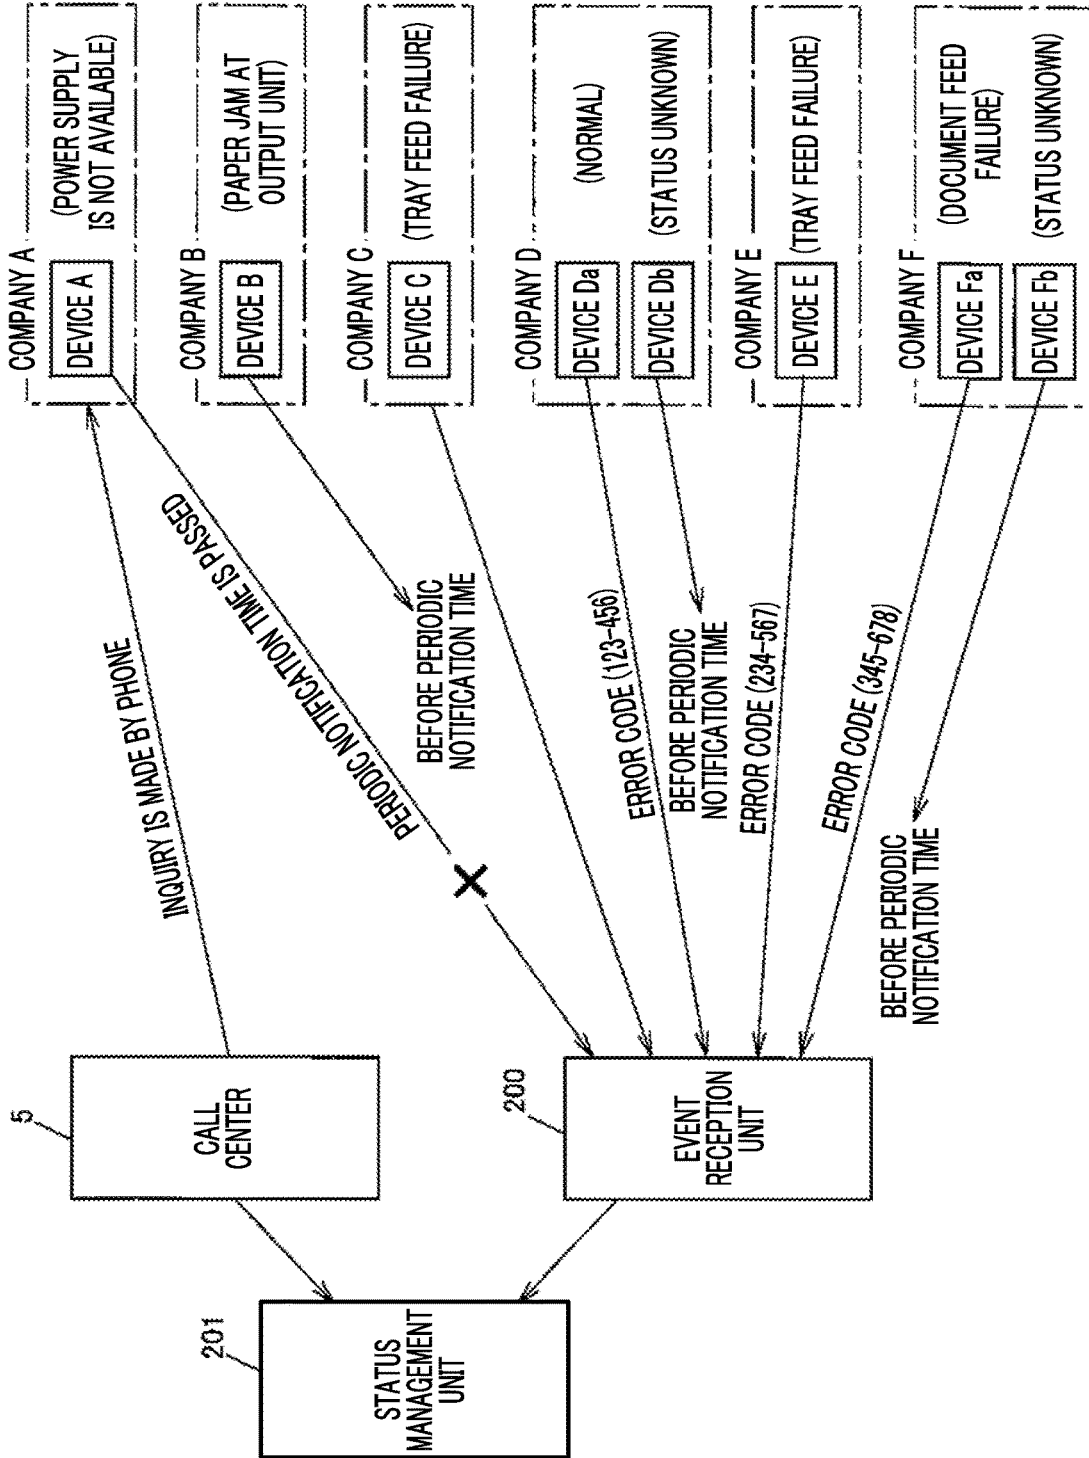 5
CALL
CENTER
201
STATUS
MANAGEMENT
UNIT
200
EVENT
RECEPTION
UNIT
INQUIRY IS MADE BY PHONE
PERIODIC NOTIFICATION TIME IS PASSED
BEFORE PERIODIC
NOTIFICATION TIME
ERROR CODE (123-456)
BEFORE PERIODIC
NOTIFICATION TIME
ERROR CODE (234-567)
ERROR CODE (345-678)
BEFORE PERIODIC
NOTIFICATION TIME
COMPANY A
DEVICE A
(POWER SUPPLY
IS NOT AVAILABLE)
COMPANY B
DEVICE B
(PAPER JAM AT
OUTPUT UNIT)
COMPANY C
DEVICE C
(TRAY FEED FAILURE)
COMPANY D
DEVICE Da
(NORMAL)
DEVICE Db
(STATUS UNKNOWN)
COMPANY E
DEVICE E
(TRAY FEED FAILURE)
COMPANY F
DEVICE Fa
(DOCUMENT FEED
FAILURE)
DEVICE Fb
(STATUS UNKNOWN)